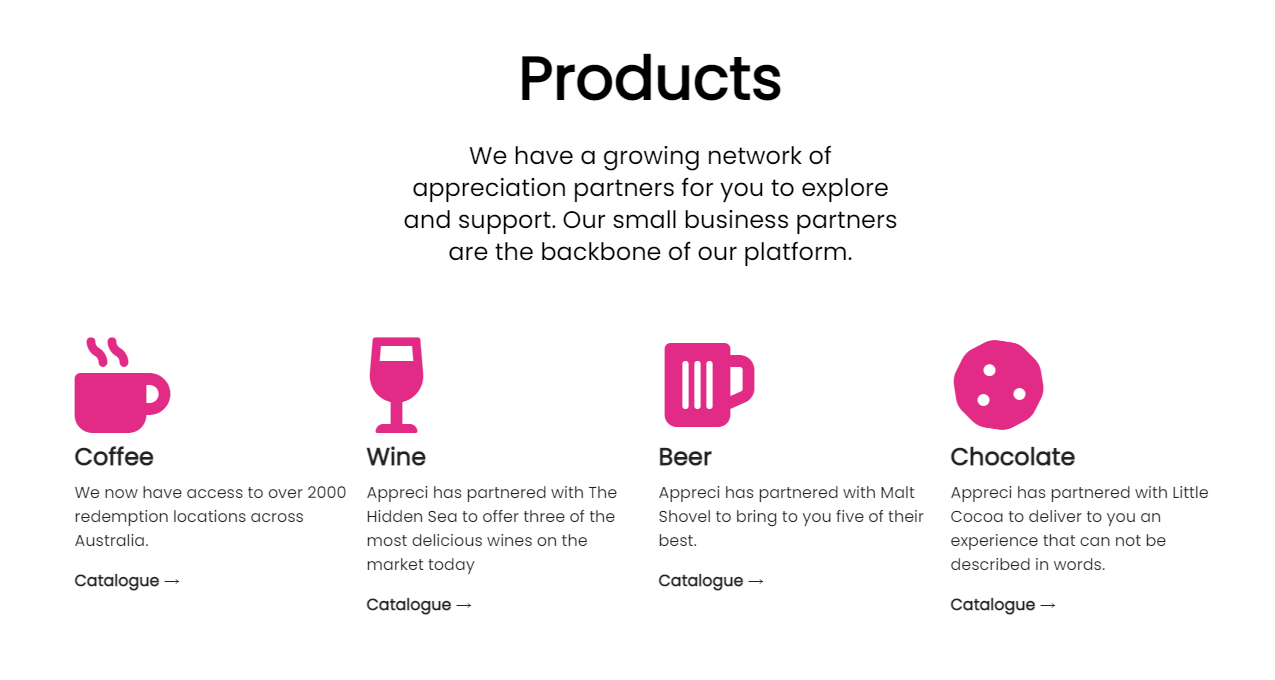 Products
We have a growing network of
appreciation partners for you to explore
and support. Our small business partners
are the backbone of our platform.
Coffee
We now have access to over 2000
redemption locations across
Australia.
Catalogue →
Wine
Appreci has partnered with The
Hidden Sea to offer three of the
most delicious wines on the
market today
Catalogue →
Beer
Appreci has partnered with Malt
Shovel to bring to you five of their
best.
Catalogue →
Chocolate
Appreci has partnered with Little
Cocoa to deliver to you an
experience that can not be
described in words.
Catalogue →